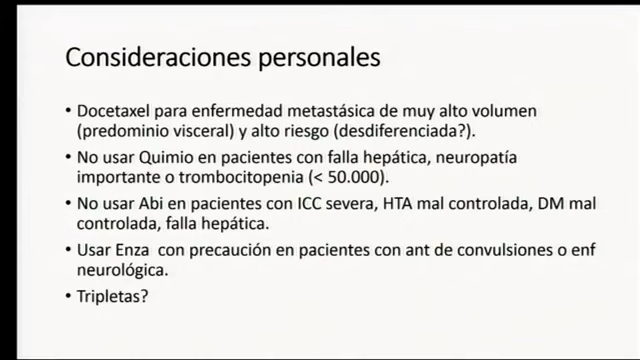 Consideraciones personales
• Docetaxel para enfermedad metastásica de muy alto volumen
(predominio visceral) y alto riesgo (desdiferenciada?).
• No usar Quimio en pacientes con falla hepática, neuropatía
importante o trombocitopenia (< 50.000).
• No usar Abi en pacientes con ICC severa, HTA mal controlada, DM mal
controlada, falla hepática.
• Usar Enza con precaución en pacientes con ant de convulsiones o enf
neurológica.
• Tripletas?